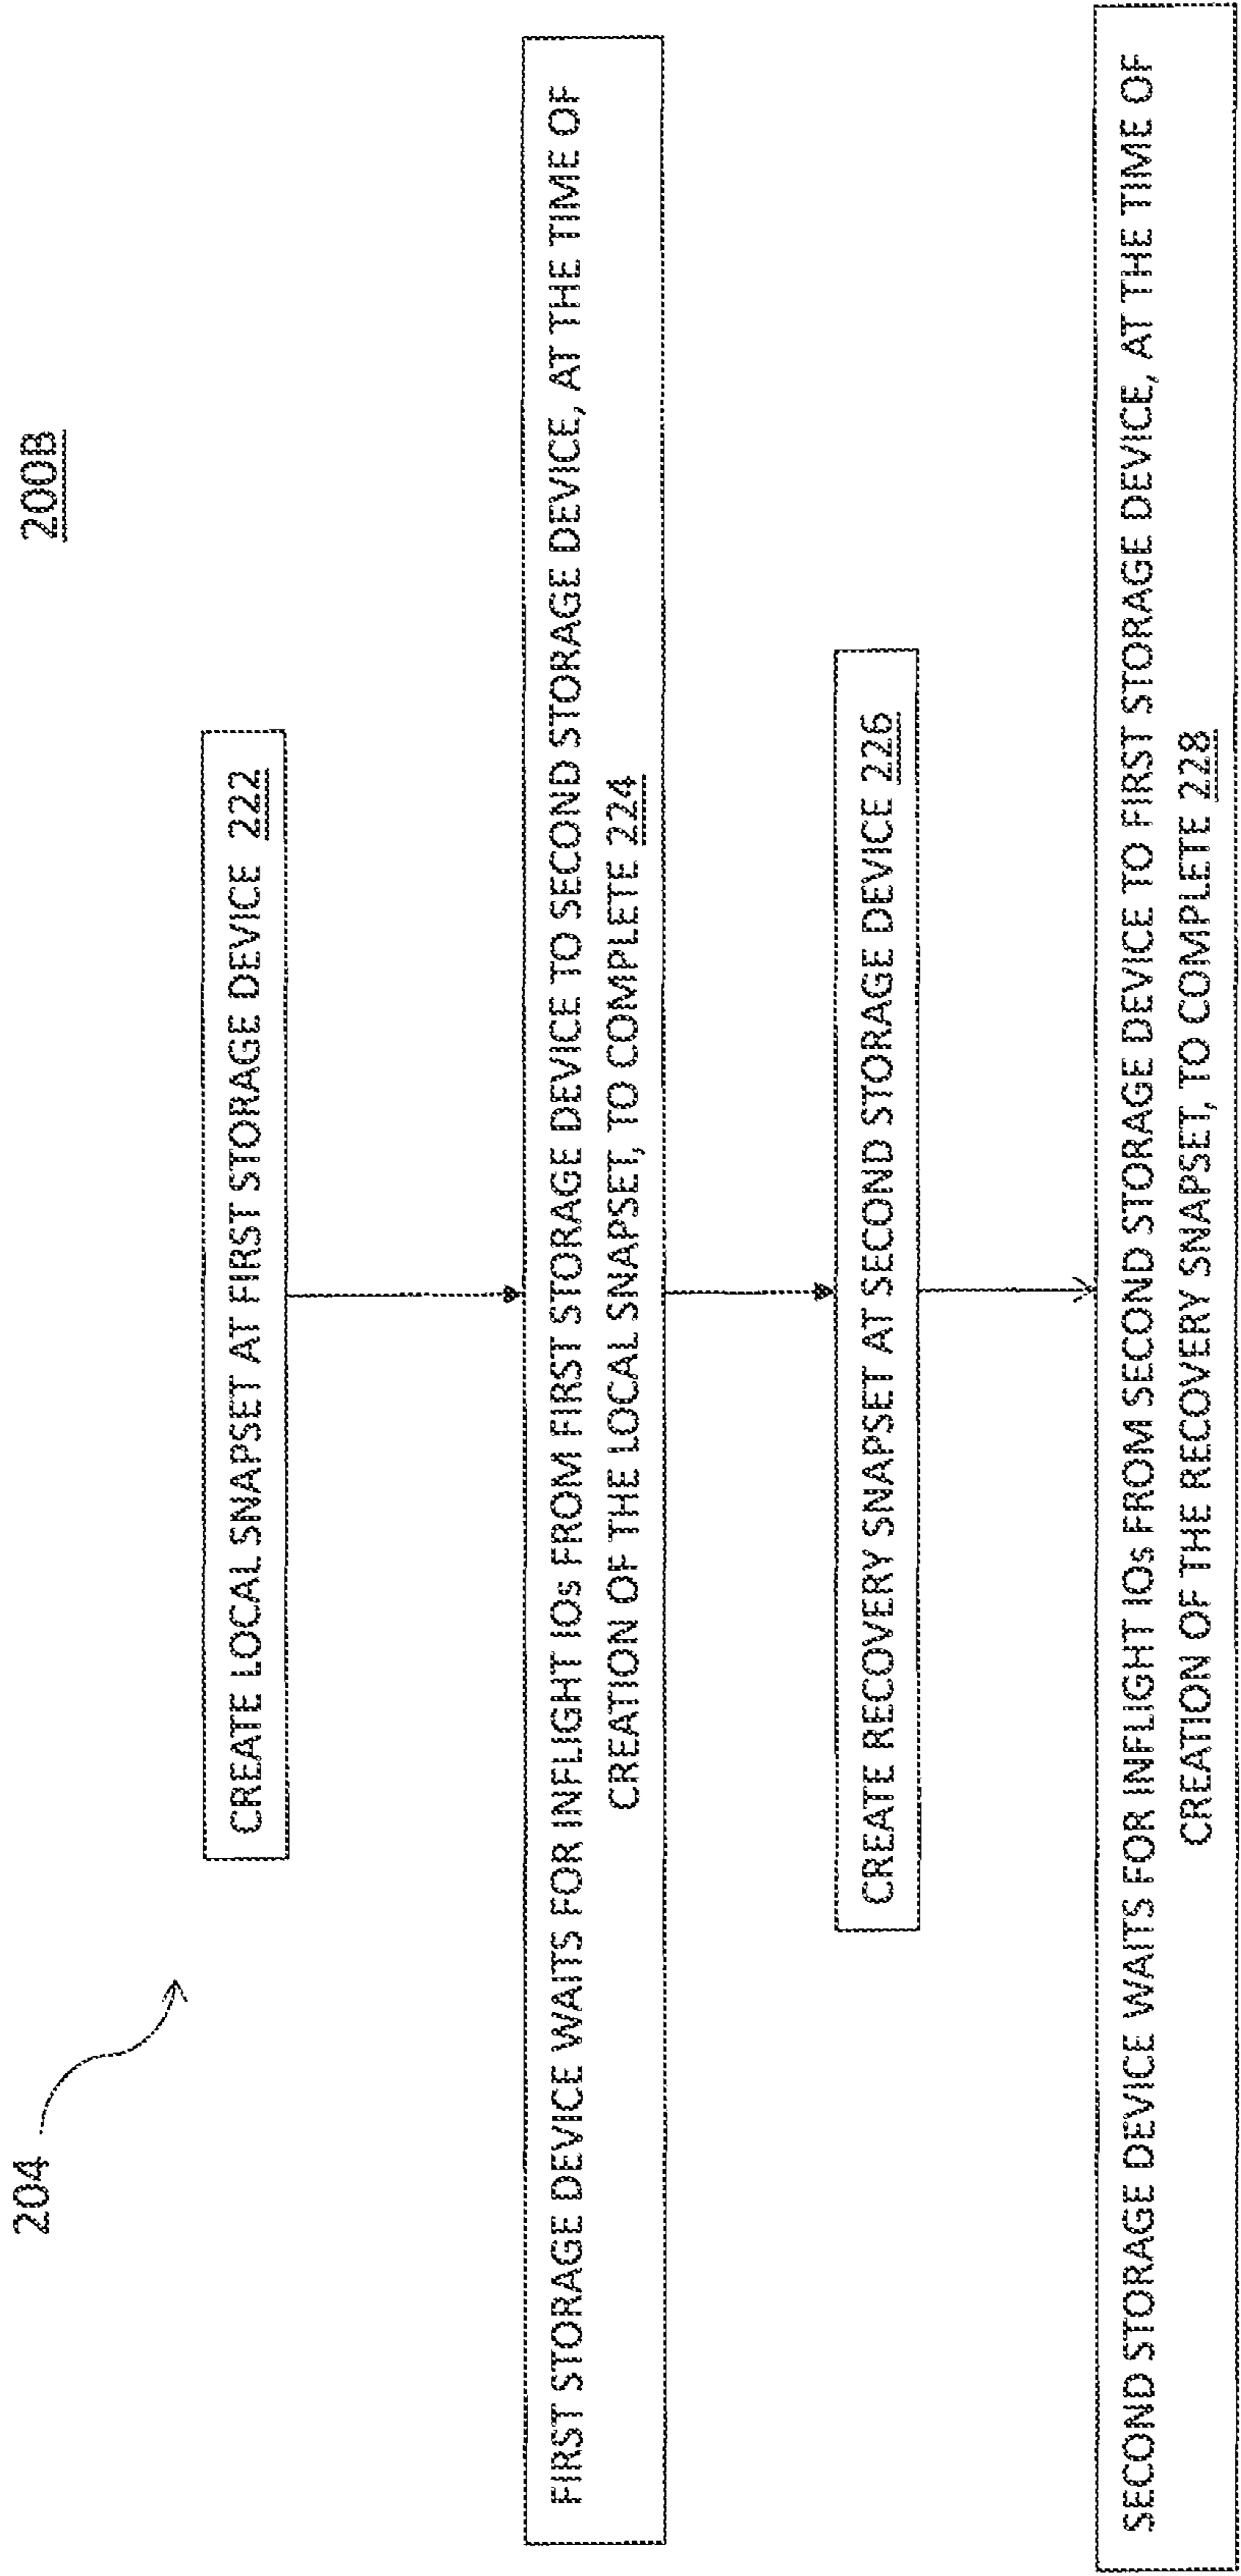 200B
204
CREATE LOCAL SNAPSET AT FIRST STORAGE DEVICE 222
FIRST STORAGE DEVICE WAITS FOR INFLIGHT IOs FROM FIRST STORAGE DEVICE TO SECOND STORAGE DEVICE, AT THE TIME OF
CREATION OF THE LOCAL SNAPSET, TO COMPLETE 224
CREATE RECOVERY SNAPSET AT SECOND STORAGE DEVICE 226
SECOND STORAGE DEVICE WAITS FOR INFLIGHT IOs FROM SECOND STORAGE DEVICE TO FIRST STORAGE DEVICE, AT THE TIME OF
CREATION OF THE RECOVERY SNAPSET, TO COMPLETE 228